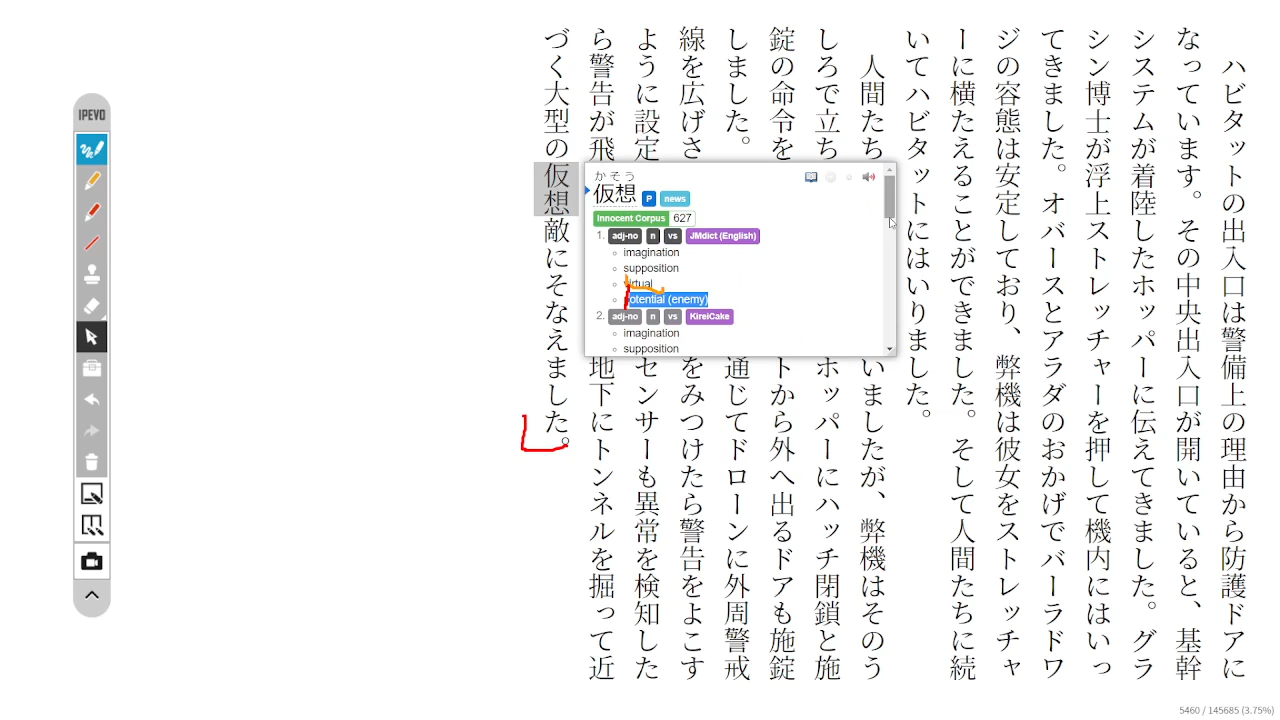 ハビタットの出入口は警備上の理由から防護ドアに
なっています。その中央出入口が開いていると、基幹
システムが着陸したホッパーに伝えてきました。グラ
シン博士が浮上ストレッチャーを押して機内にはいっ
てきました。オバースとアラダのおかげでバーラドワ
ジの容態は安定しており、弊機は彼女をストレッチャ
ーに横たえることができました。そして人間たちに続
いてハビタットにはいりました。
人間たち いましたが、弊機はそのう
しろで立ち ホッパーにハッチ閉鎖と施
錠の命令を トから外へ出るドアも施錠
しました。 通じてドローンに外周警戒
線を広げさ をみつけたら警告をよこす
ように設定 センサーも異常を検知した
ら警告が飛 地下にトンネルを掘って近
づく大型の仮想敵にそなえました。
かそう
仮想 P news
Innocent Corpus 627
1. adj-no n vs JMdict (English)
imagination
supposition
virtual
potential (enemy)
2. adj-no n vs KireiCake
imagination
supposition
IPEVO
5460 / 145685 (3.75%)